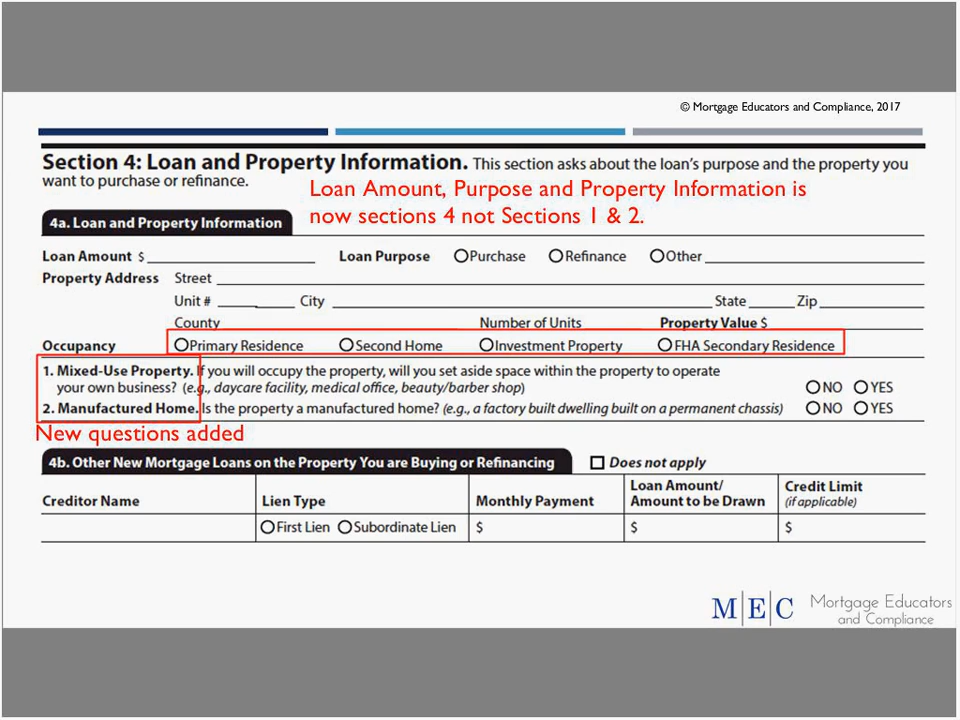 © Mortgage Educators and Compliance, 2017
Section 4: Loan and Property Information. This section asks about the loan's purpose and the property you
want to purchase or refinance.
Loan Amount, Purpose and Property Information is
now sections 4 not Sections 1 & 2.
4a. Loan and Property Information
Loan Amount $ Loan Purpose Purchase Refinance Other
Property Address Street
Unit # City State Zip
County Number of Units Property Value $
Occupancy Primary Residence Second Home Investment Property FHA Secondary Residence
1. Mixed-Use Property. If you will occupy the property, will you set aside space within the property to operate
your own business? (e.g., daycare facility, medical office, beauty/barber shop) NO YES
2. Manufactured Home. Is the property a manufactured home? (e.g., a factory built dwelling built on a permanent chassis) NO YES
New questions added
4b. Other New Mortgage Loans on the Property You are Buying or Refinancing Does not apply
Creditor Name Lien Type Monthly Payment Loan Amount/ Credit Limit
Amount to be Drawn (if applicable)
First Lien Subordinate Lien $ $ $
M|E|C Mortgage Educators
and Compliance